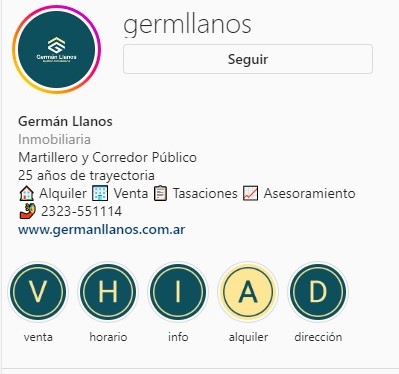 germllanos
Germán Llanos
Seguir
Germán Llanos
Inmobiliaria
Martillero y Corredor Público
25 años de trayectoria
🏠 Alquiler 🏢 Venta 📋 Tasaciones 📈 Asesoramiento
🤳 2323-551114
www.germanllanos.com.ar
V H I A D
venta horario info alquiler dirección